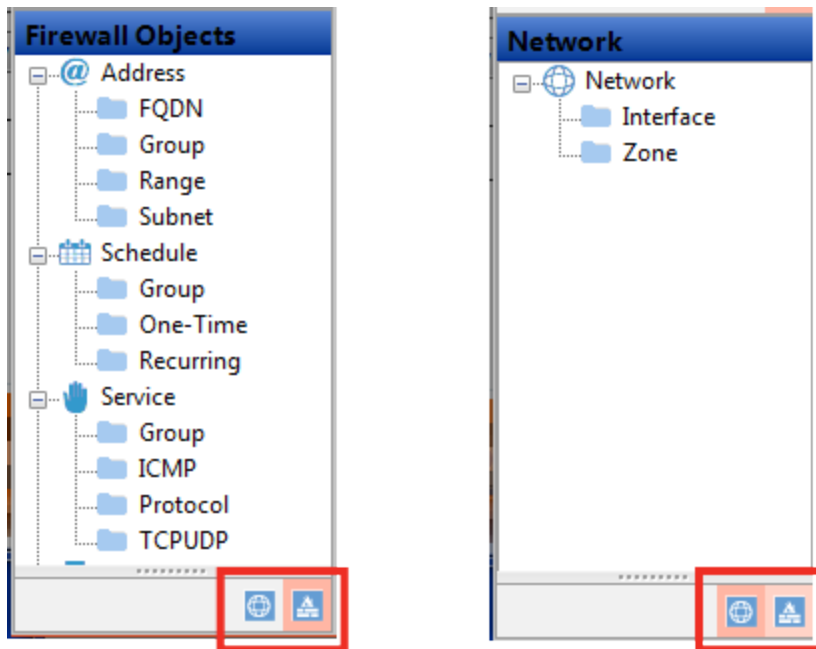 Firewall Objects
Address
FQDN
Group
Range
Subnet
Schedule
Group
One-Time
Recurring
Service
Group
ICMP
Protocol
TCPUDP
Network
Network
Interface
Zone